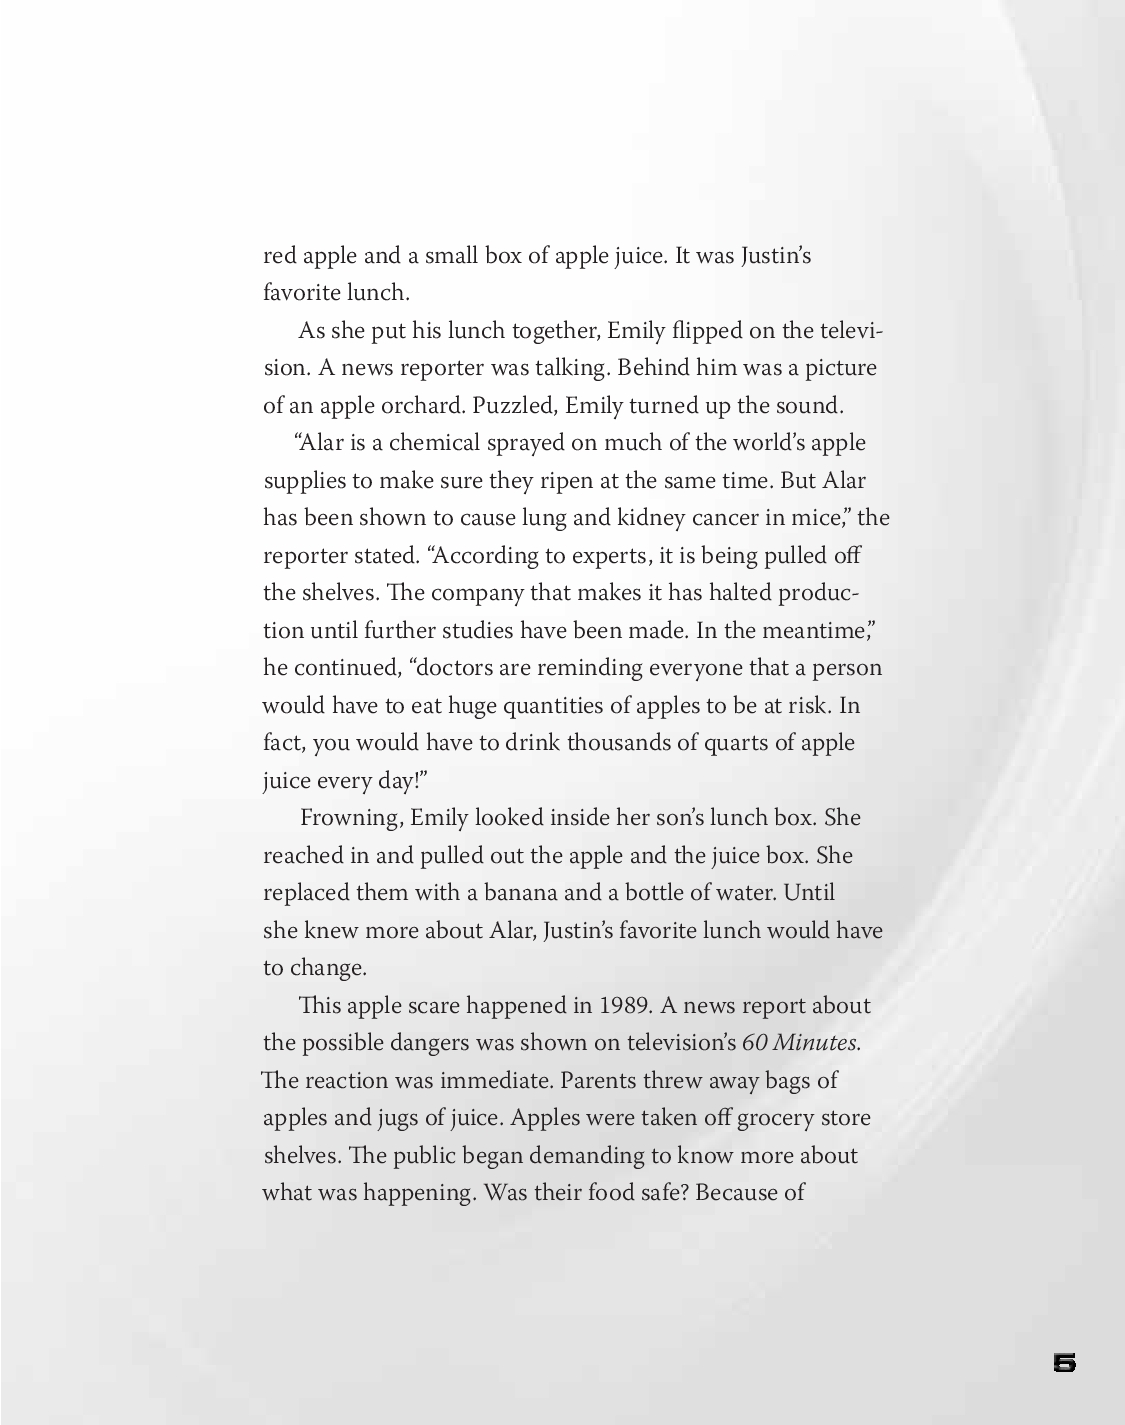 red apple and a small box of apple juice. It was Justin’s
favorite lunch.
As she put his lunch together, Emily flipped on the televi-
sion. A news reporter was talking. Behind him was a picture
of an apple orchard. Puzzled, Emily turned up the sound.
“Alar is a chemical sprayed on much of the world’s apple
supplies to make sure they ripen at the same time. But Alar
has been shown to cause lung and kidney cancer in mice,” the
reporter stated. “According to experts, it is being pulled off
the shelves. The company that makes it has halted produc-
tion until further studies have been made. In the meantime,”
he continued, “doctors are reminding everyone that a person
would have to eat huge quantities of apples to be at risk. In
fact, you would have to drink thousands of quarts of apple
juice every day!”
Frowning, Emily looked inside her son’s lunch box. She
reached in and pulled out the apple and the juice box. She
replaced them with a banana and a bottle of water. Until
she knew more about Alar, Justin’s favorite lunch would have
to change.
This apple scare happened in 1989. A news report about
the possible dangers was shown on television’s 60 Minutes.
The reaction was immediate. Parents threw away bags of
apples and jugs of juice. Apples were taken off grocery store
shelves. The public began demanding to know more about
what was happening. Was their food safe? Because of
5